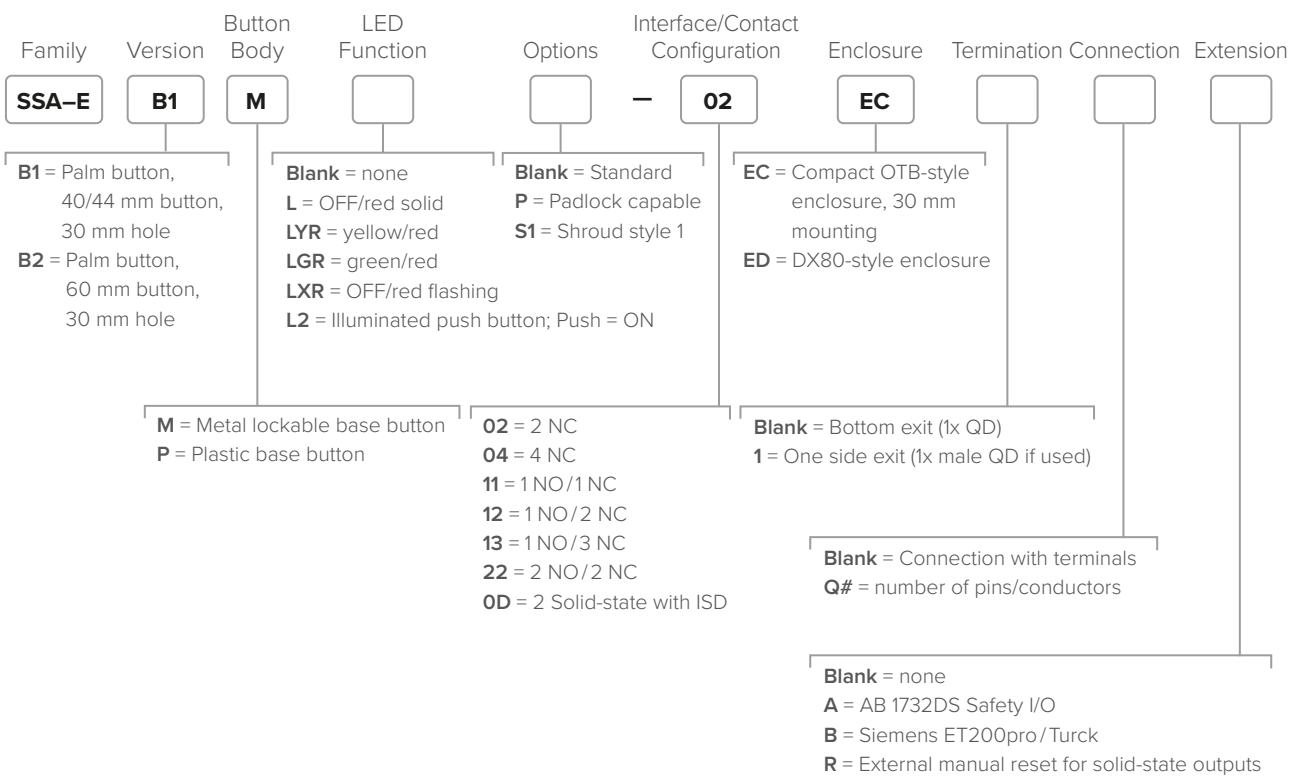 Family
Version
Button
Body
LED
Function
Options
Interface/Contact
Configuration
Enclosure
Termination
Connection
Extension
SSA–E
B1
M
–
02
EC
B1 = Palm button,
40/44 mm button,
30 mm hole
B2 = Palm button,
60 mm button,
30 mm hole
Blank = none
L = OFF/red solid
LYR = yellow/red
LGR = green/red
LXR = OFF/red flashing
L2 = Illuminated push button; Push = ON
Blank = Standard
P = Padlock capable
S1 = Shroud style 1
EC = Compact OTB-style
enclosure, 30 mm
mounting
ED = DX80-style enclosure
M = Metal lockable base button
P = Plastic base button
02 = 2 NC
04 = 4 NC
11 = 1 NO/1 NC
12 = 1 NO/2 NC
13 = 1 NO/3 NC
22 = 2 NO/2 NC
0D = 2 Solid-state with ISD
Blank = Bottom exit (1x QD)
1 = One side exit (1x male QD if used)
Blank = Connection with terminals
Q# = number of pins/conductors
Blank = none
A = AB 1732DS Safety I/O
B = Siemens ET200pro/Turck
R = External manual reset for solid-state outputs